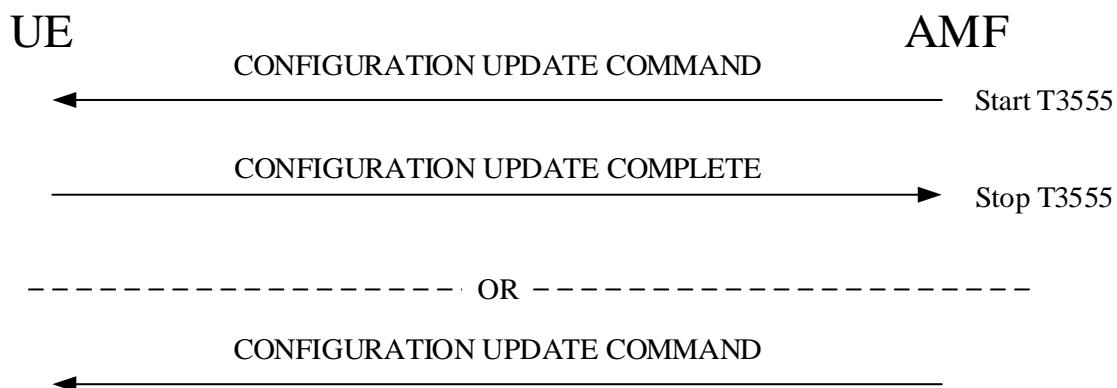 UE AMF
CONFIGURATION UPDATE COMMAND
Start T3555
CONFIGURATION UPDATE COMPLETE
Stop T3555
OR
CONFIGURATION UPDATE COMMAND